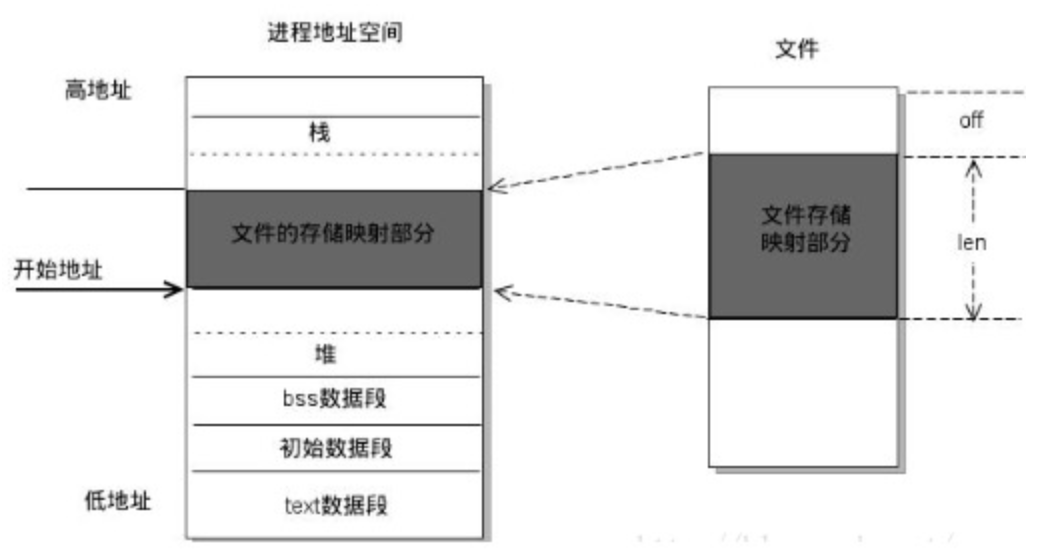 进程地址空间
文件
高地址
栈
off
文件的存储映射部分
文件存储
映射部分
len
开始地址
堆
bss数据段
初始数据段
低地址
text数据段